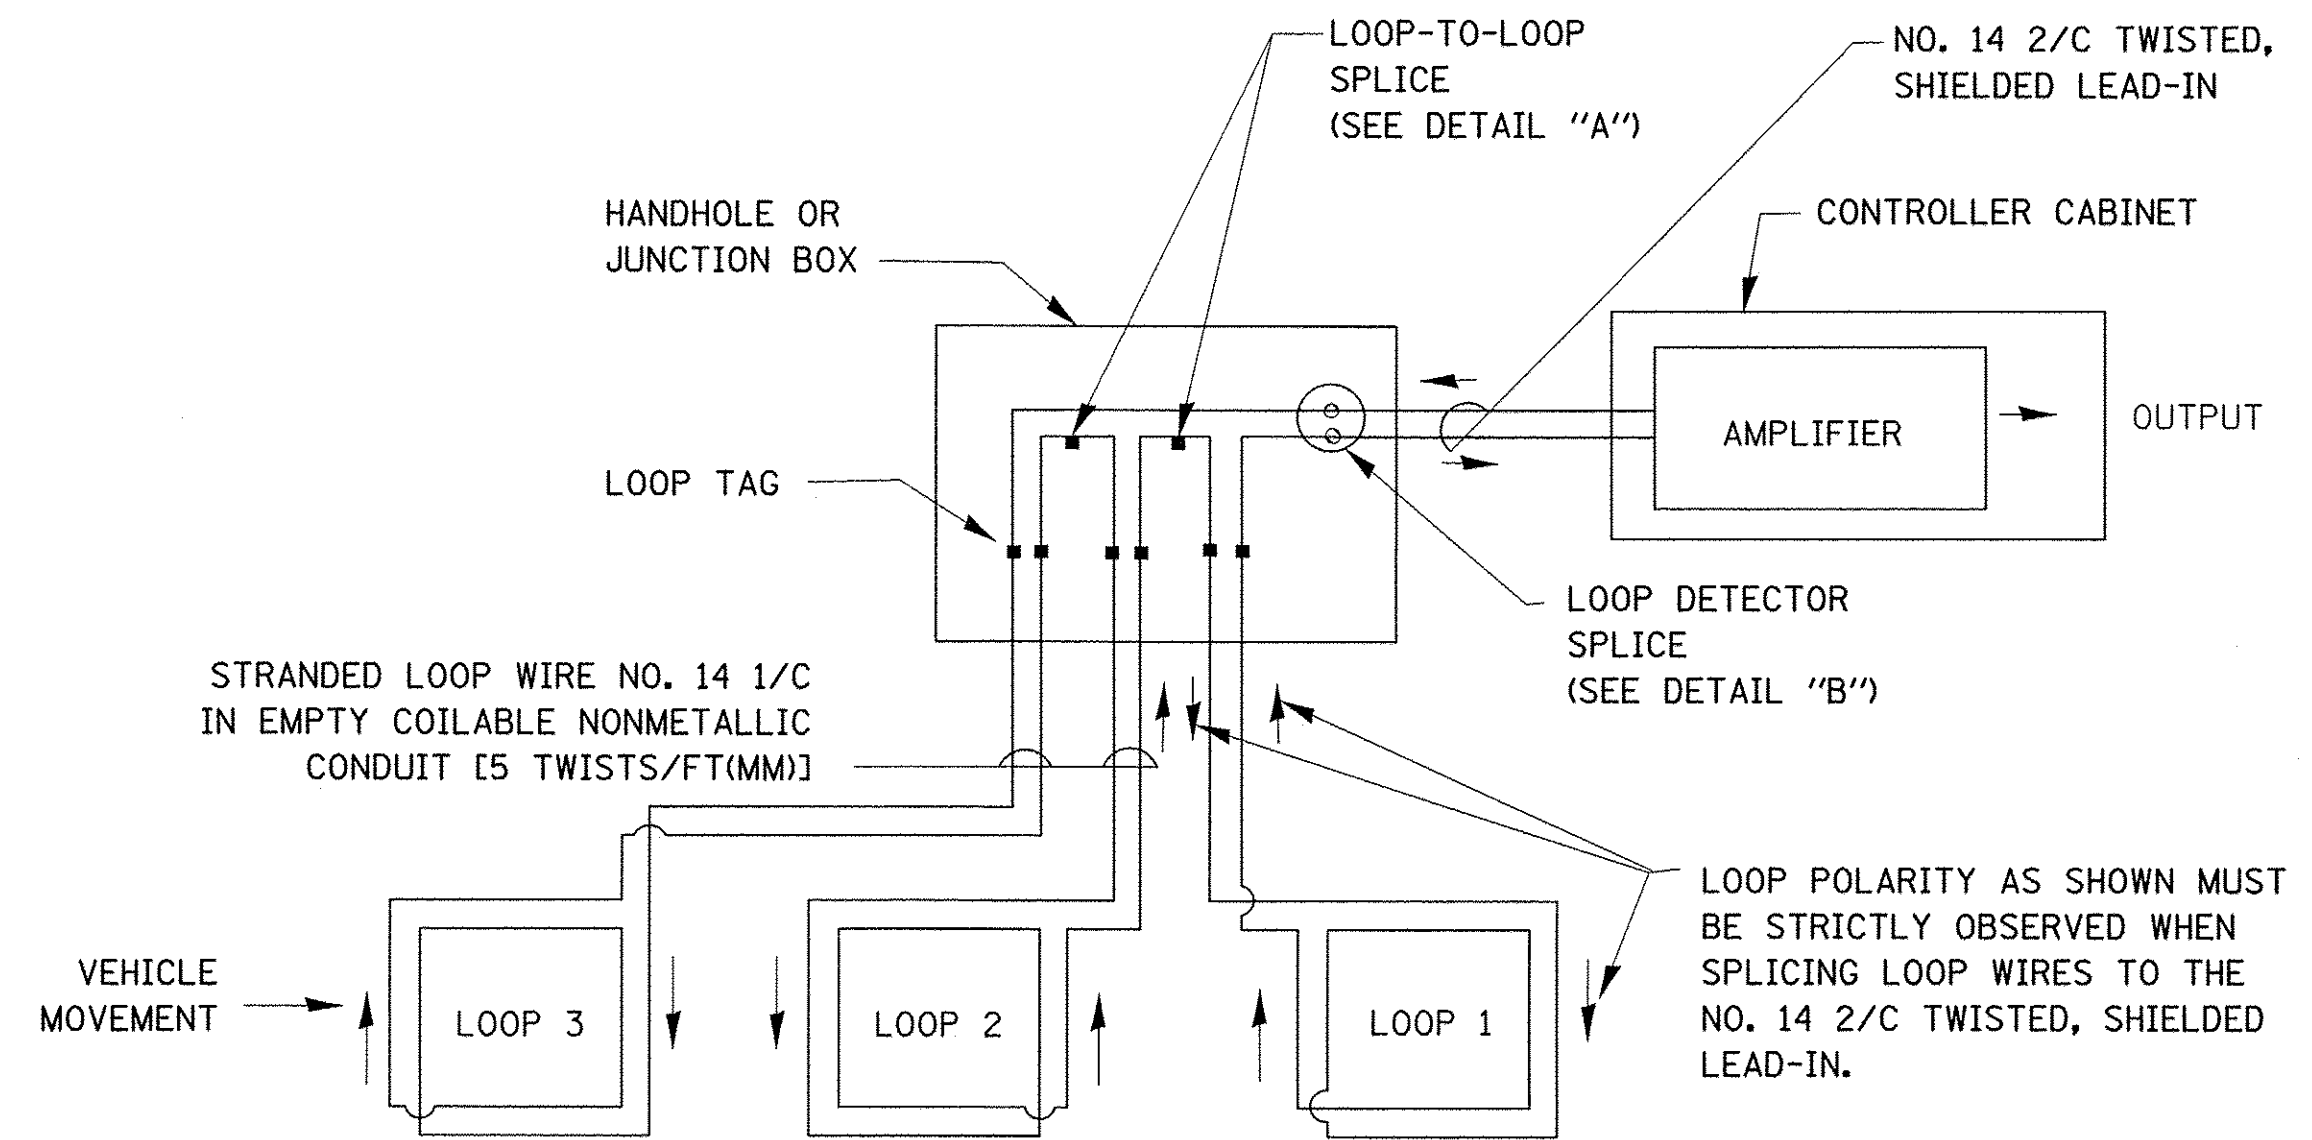 LOOP-TO-LOOP
SPLICE
(SEE DETAIL "A")
NO. 14 2/C TWISTED,
SHIELDED LEAD-IN
HANDHOLE OR
JUNCTION BOX
CONTROLLER CABINET
AMPLIFIER
OUTPUT
LOOP TAG
LOOP DETECTOR
SPLICE
(SEE DETAIL "B")
STRANDED LOOP WIRE NO. 14 1/C
IN EMPTY COILABLE NONMETALLIC
CONDUIT [5 TWISTS/FT(MM)]
LOOP POLARITY AS SHOWN MUST
BE STRICTLY OBSERVED WHEN
SPLICING LOOP WIRES TO THE
NO. 14 2/C TWISTED, SHIELDED
LEAD-IN.
VEHICLE
MOVEMENT
LOOP 3
LOOP 2
LOOP 1